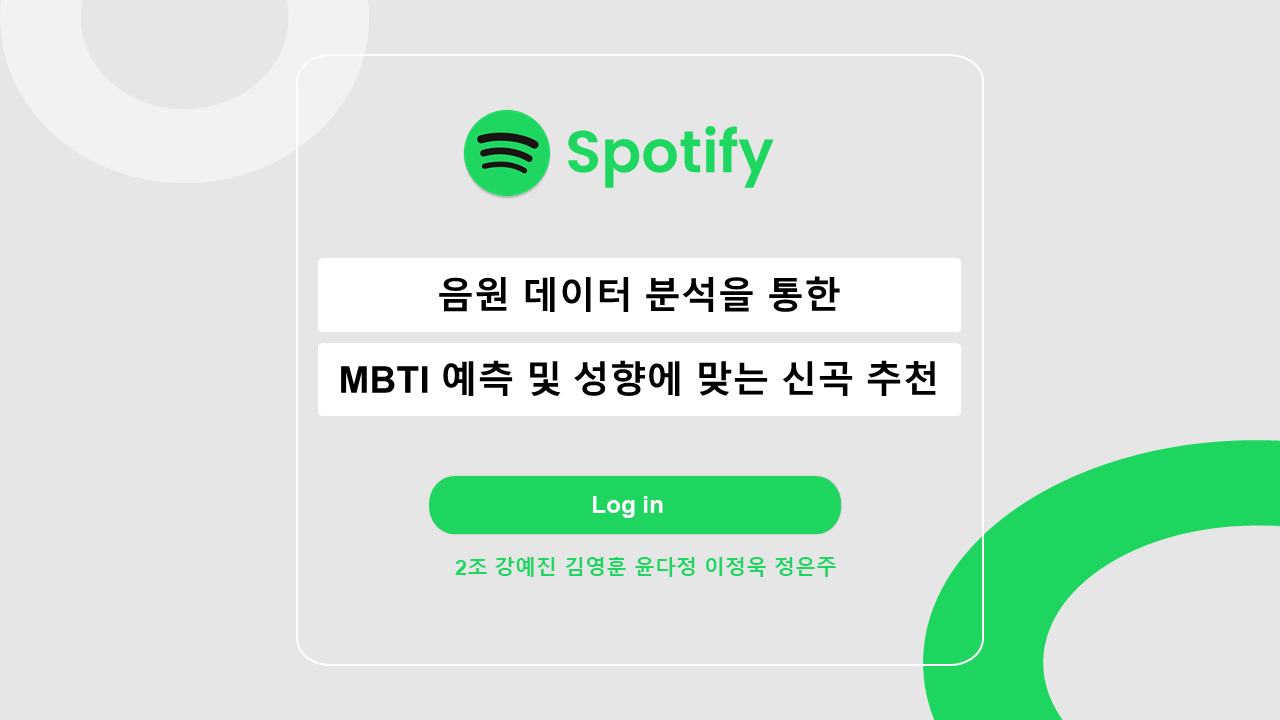 Spotify
음원 데이터 분석을 통한
MBTI 예측 및 성향에 맞는 신곡 추천
Log in
2조 강예진 김영훈 윤다정 이정욱 정은주